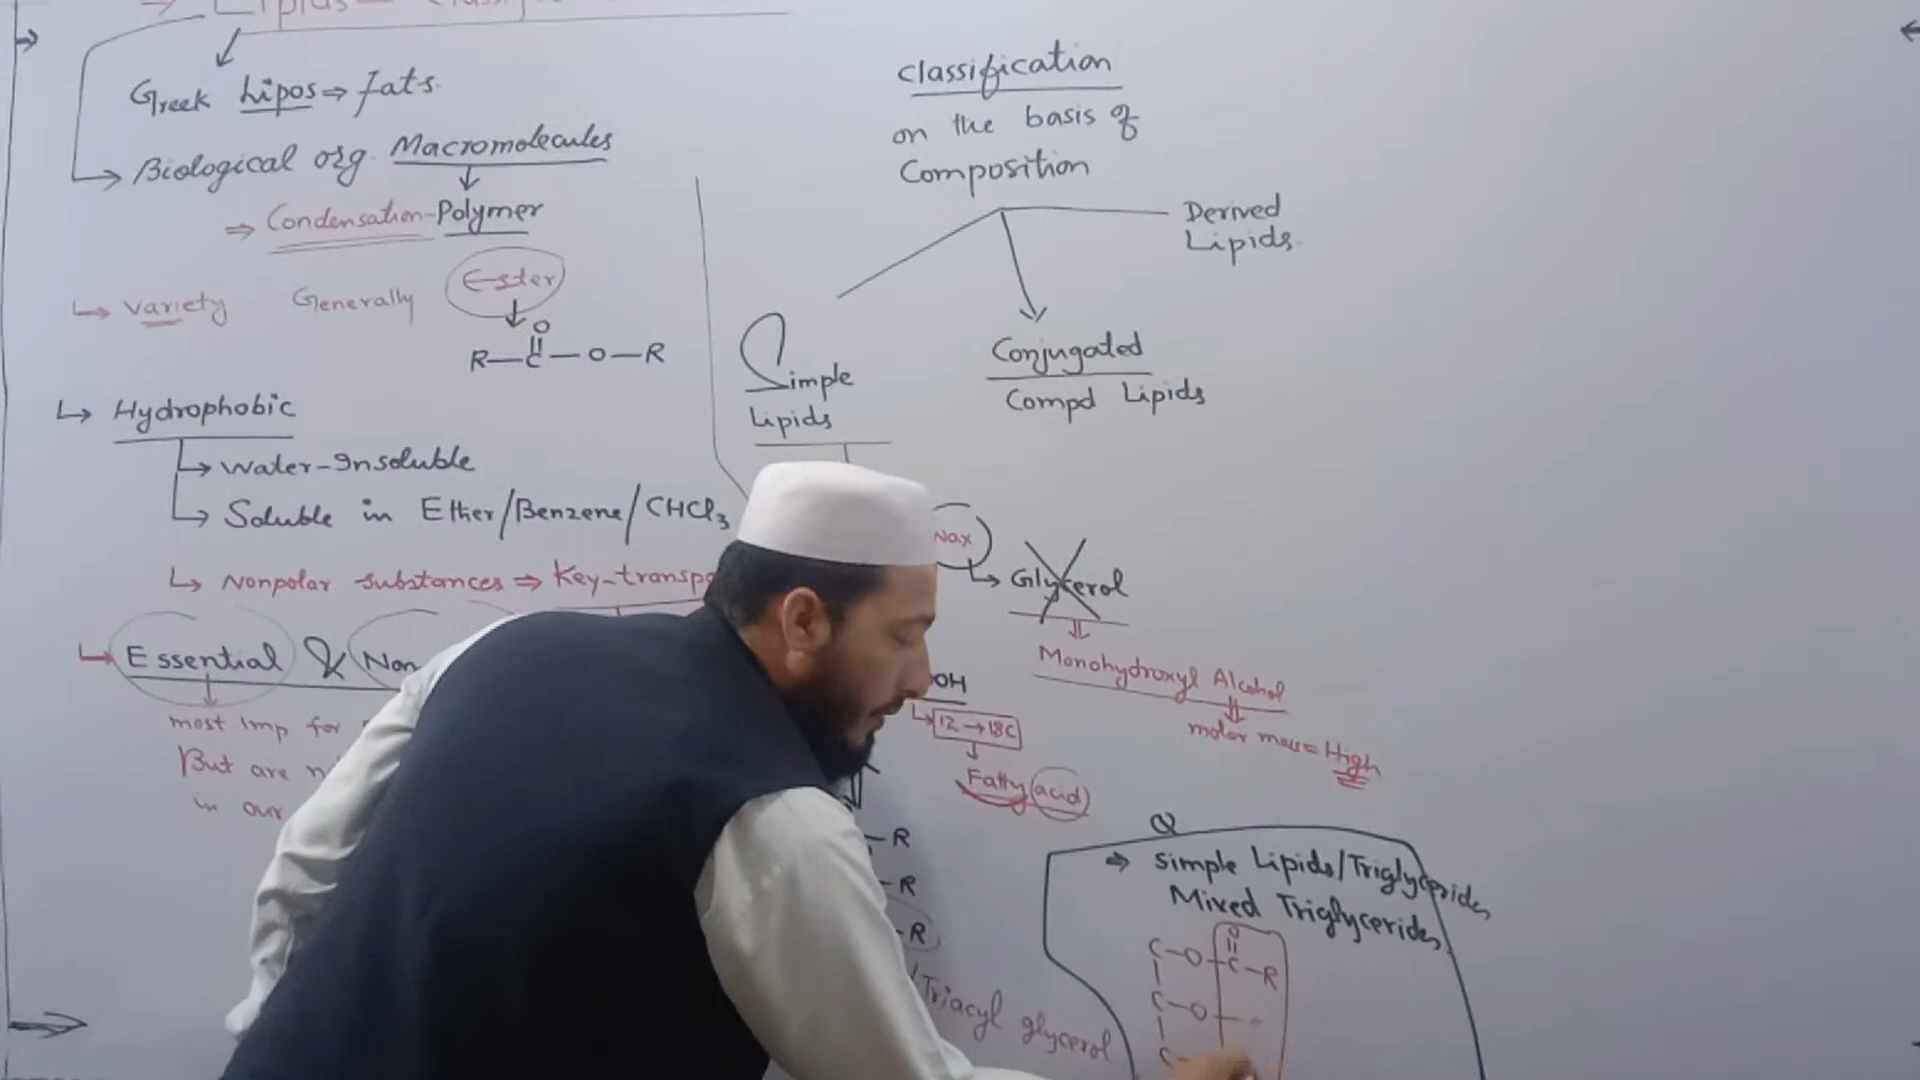 Lipids
Greek Lipos ⇒ fats.
Biological org. Macromolecules
⇒ Condensation-Polymer
↳ Variety Generally Ester
O
R—C—O—R
↳ Hydrophobic
↳ Water-Insoluble
↳ Soluble in Ether/Benzene/CHCl3
↳ Nonpolar substances ⇒ Key-transpo
Essential & Non
most Imp for
But are n
in our
Classification
on the basis of
Composition
Derived
Lipids.
Simple
Lipids
Conjugated
Compd Lipids
Wax
Glycerol
Monohydroxyl Alcohol
molar mass = High
OH
12 → 18C
Fatty acid
—R
—R
—R
/Triacyl glycerol
Q
⇒ Simple Lipids/Triglycerides
Mixed Triglycerides
O
C—O—C—R
C—O— "
C—